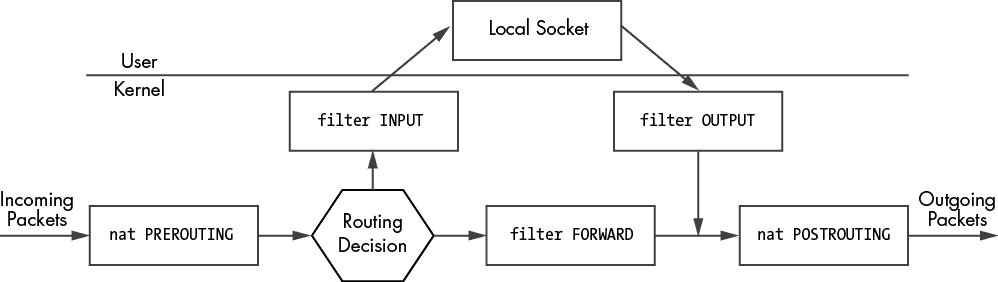 Local Socket
User
Kernel
filter INPUT
filter OUTPUT
Incoming
Packets
nat PREROUTING
Routing
Decision
filter FORWARD
nat POSTROUTING
Outgoing
Packets